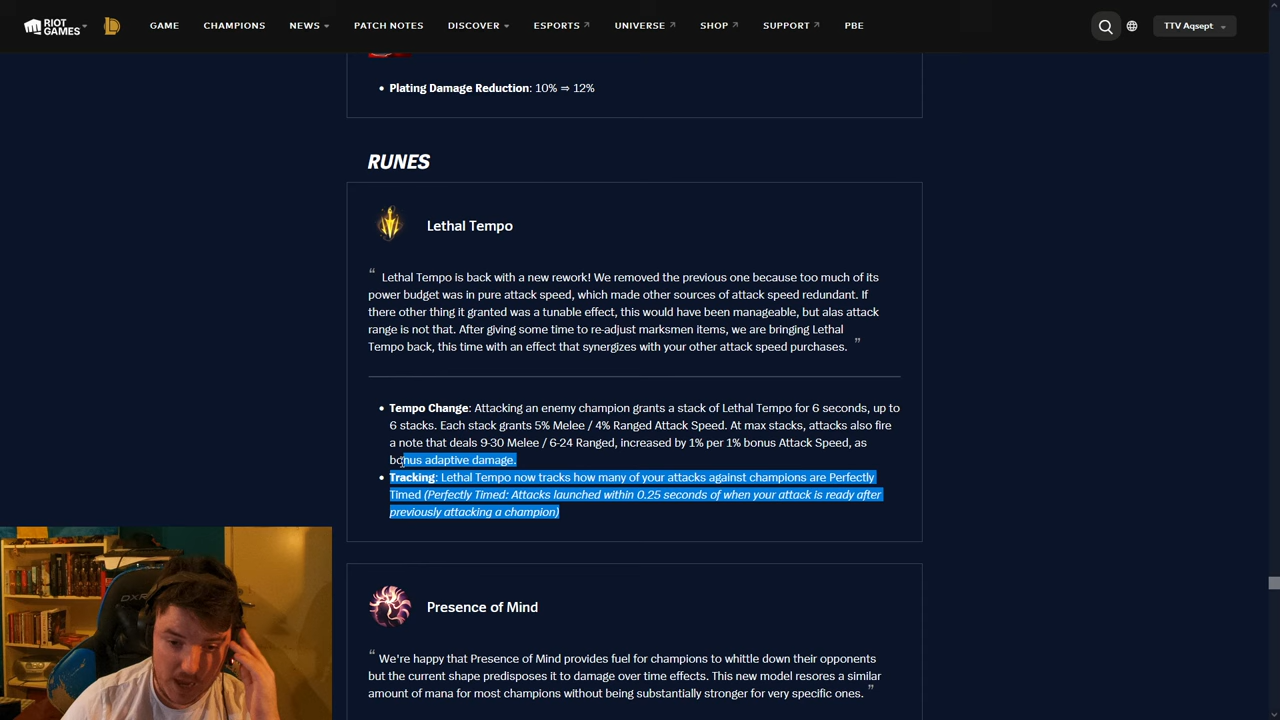 RIOT GAMES
GAME CHAMPIONS NEWS PATCH NOTES DISCOVER ESPORTS UNIVERSE SHOP SUPPORT PBE TTV Aqsept
• Plating Damage Reduction: 10% ⇒ 12%
RUNES
Lethal Tempo
“ Lethal Tempo is back with a new rework! We removed the previous one because too much of its
power budget was in pure attack speed, which made other sources of attack speed redundant. If
there other thing it granted was a tunable effect, this would have been manageable, but alas attack
range is not that. After giving some time to re-adjust marksmen items, we are bringing Lethal
Tempo back, this time with an effect that synergizes with your other attack speed purchases. ”
• Tempo Change: Attacking an enemy champion grants a stack of Lethal Tempo for 6 seconds, up to
6 stacks. Each stack grants 5% Melee / 4% Ranged Attack Speed. At max stacks, attacks also fire
a note that deals 9-30 Melee / 6-24 Ranged, increased by 1% per 1% bonus Attack Speed, as
bonus adaptive damage.
• Tracking: Lethal Tempo now tracks how many of your attacks against champions are Perfectly
Timed (Perfectly Timed: Attacks launched within 0.25 seconds of when your attack is ready after
previously attacking a champion)
Presence of Mind
“ We're happy that Presence of Mind provides fuel for champions to whittle down their opponents
but the current shape predisposes it to damage over time effects. This new model resores a similar
amount of mana for most champions without being substantially stronger for very specific ones. ”
DXR